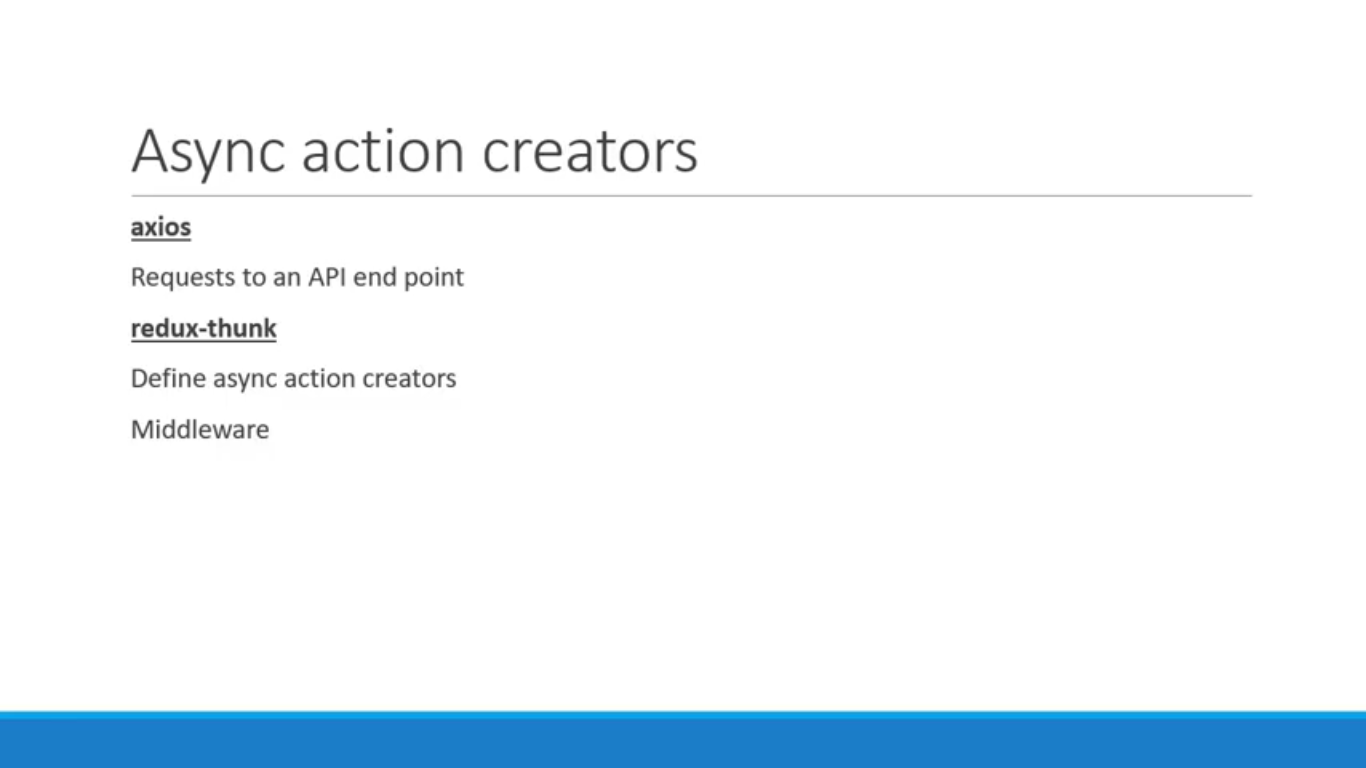 Async action creators
axios
Requests to an API end point
redux-thunk
Define async action creators
Middleware